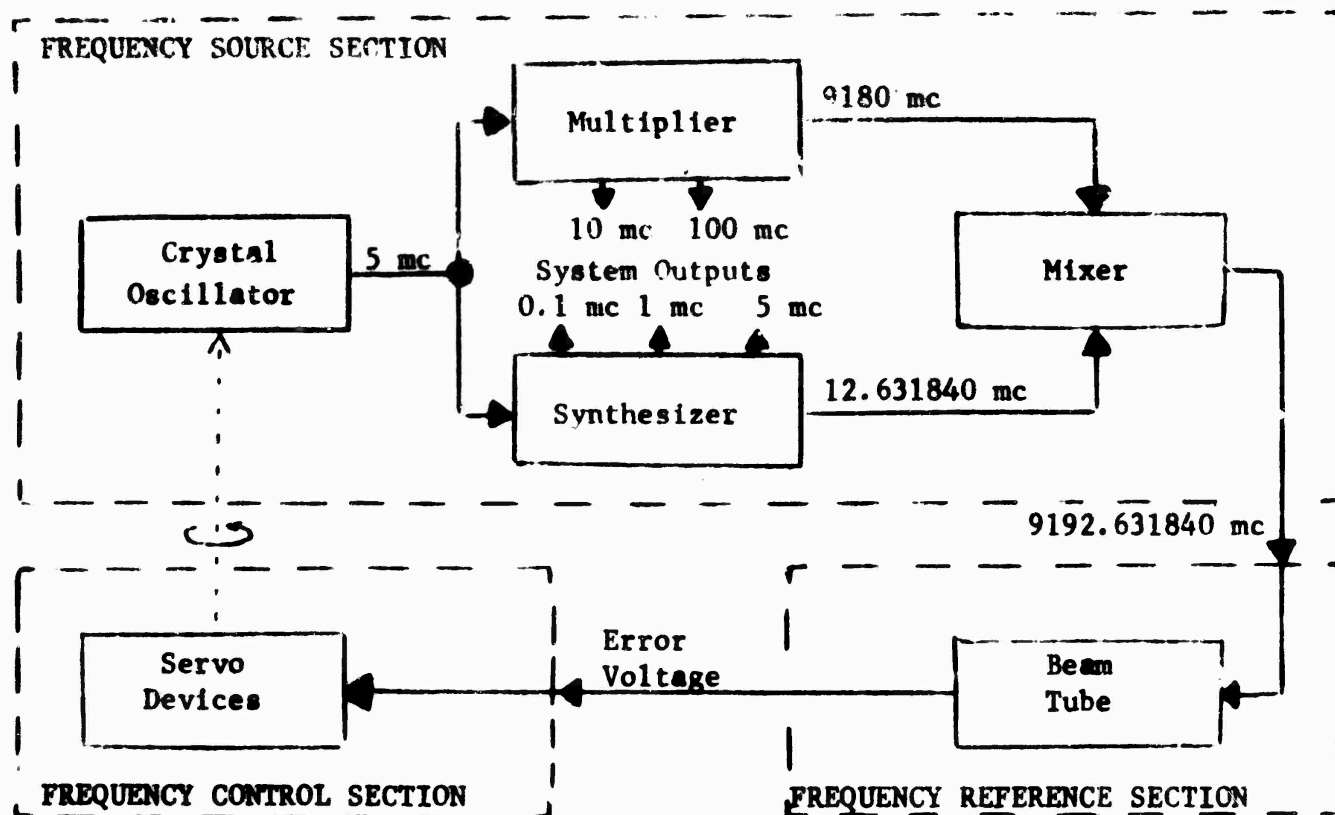 FREQUENCY SOURCE SECTION
Multiplier
9180 mc
10 mc 100 mc
Crystal
Oscillator
5 mc
System Outputs
0.1 mc 1 mc 5 mc
Mixer
Synthesizer
12.631840 mc
9192.631840 mc
Servo
Devices
Error
Voltage
Beam
Tube
FREQUENCY CONTROL SECTION
FREQUENCY REFERENCE SECTION